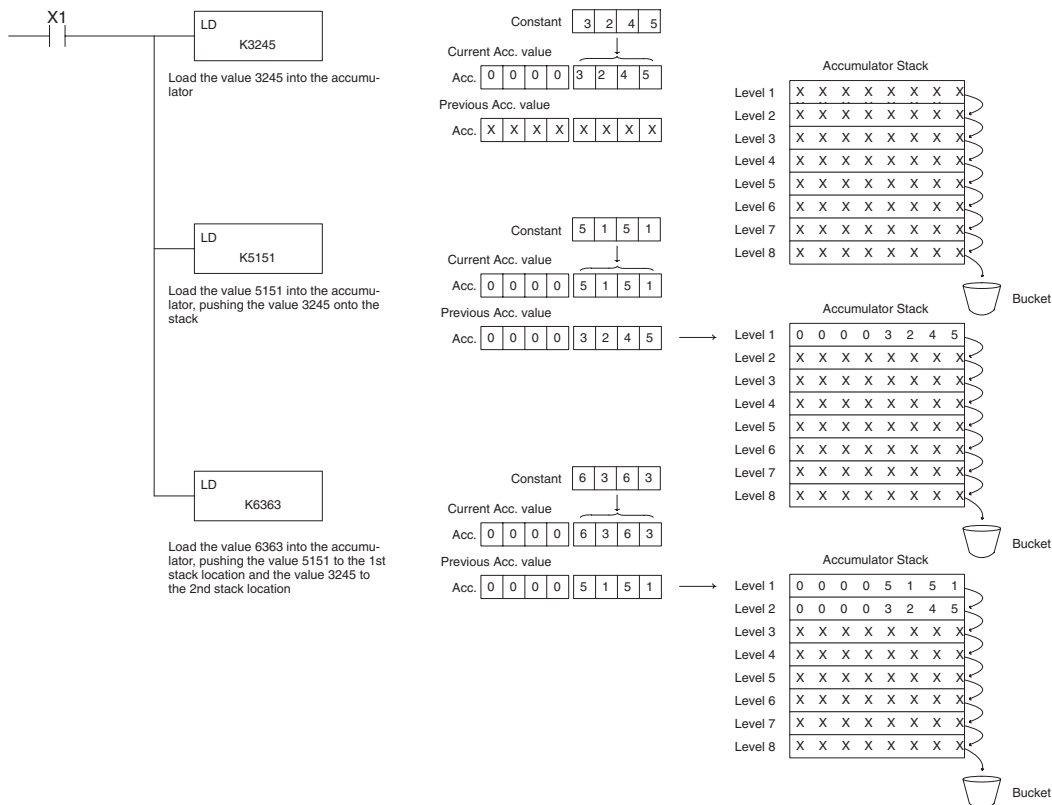 X1
LD
K3245
Load the value 3245 into the accumu-
lator
Constant 3 2 4 5
Current Acc. value
Acc. 0 0 0 0 3 2 4 5
Previous Acc. value
Acc. X X X X X X X X
Accumulator Stack
Level 1 X X X X X X X X
Level 2 X X X X X X X X
Level 3 X X X X X X X X
Level 4 X X X X X X X X
Level 5 X X X X X X X X
Level 6 X X X X X X X X
Level 7 X X X X X X X X
Level 8 X X X X X X X X
Bucket
LD
K5151
Load the value 5151 into the accumu-
lator, pushing the value 3245 onto the
stack
Constant 5 1 5 1
Current Acc. value
Acc. 0 0 0 0 5 1 5 1
Previous Acc. value
Acc. 0 0 0 0 3 2 4 5
Accumulator Stack
Level 1 0 0 0 0 3 2 4 5
Level 2 X X X X X X X X
Level 3 X X X X X X X X
Level 4 X X X X X X X X
Level 5 X X X X X X X X
Level 6 X X X X X X X X
Level 7 X X X X X X X X
Level 8 X X X X X X X X
Bucket
LD
K6363
Load the value 6363 into the accumu-
lator, pushing the value 5151 to the 1st
stack location and the value 3245 to
the 2nd stack location
Constant 6 3 6 3
Current Acc. value
Acc. 0 0 0 0 6 3 6 3
Previous Acc. value
Acc. 0 0 0 0 5 1 5 1
Accumulator Stack
Level 1 0 0 0 0 5 1 5 1
Level 2 0 0 0 0 3 2 4 5
Level 3 X X X X X X X X
Level 4 X X X X X X X X
Level 5 X X X X X X X X
Level 6 X X X X X X X X
Level 7 X X X X X X X X
Level 8 X X X X X X X X
Bucket